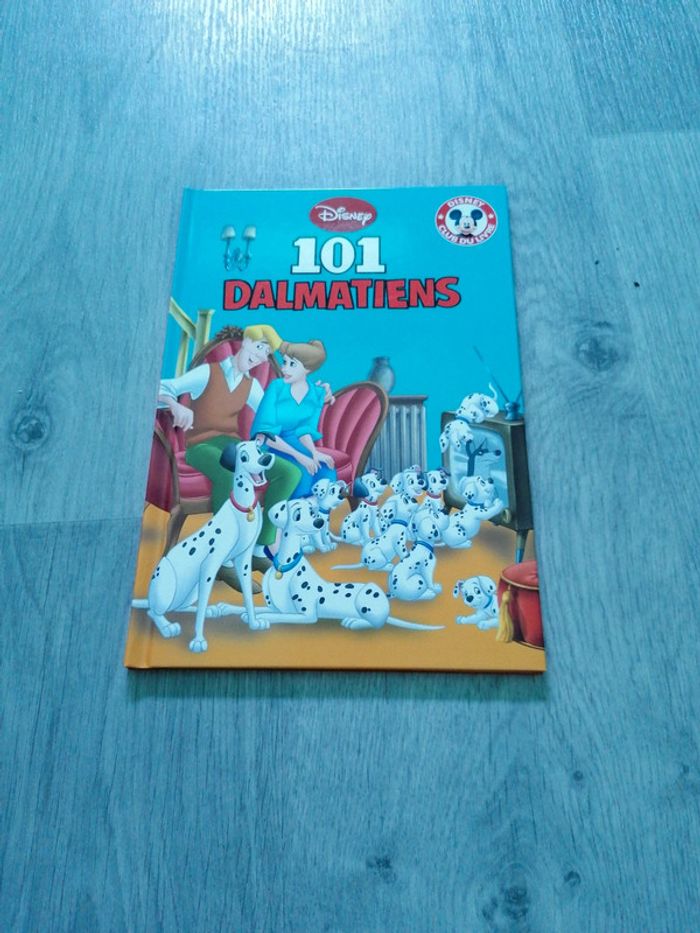 Disney
DISNEY
CLUB DU LIVRE
101
DALMATIENS